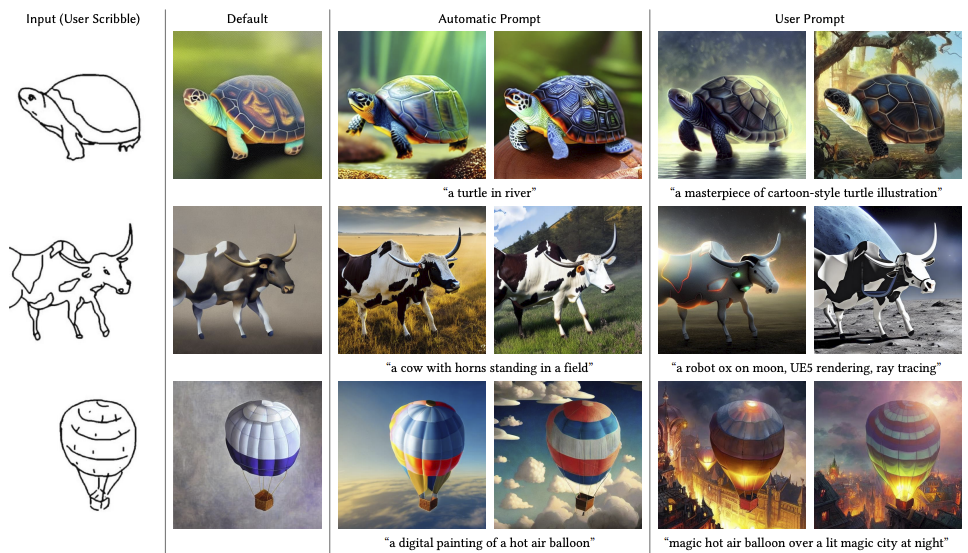 Input (User Scribble)
Default
Automatic Prompt
User Prompt
“a turtle in river”
“a masterpiece of cartoon-style turtle illustration”
“a cow with horns standing in a field”
“a robot ox on moon, UE5 rendering, ray tracing”
“a digital painting of a hot air balloon”
“magic hot air balloon over a lit magic city at night”